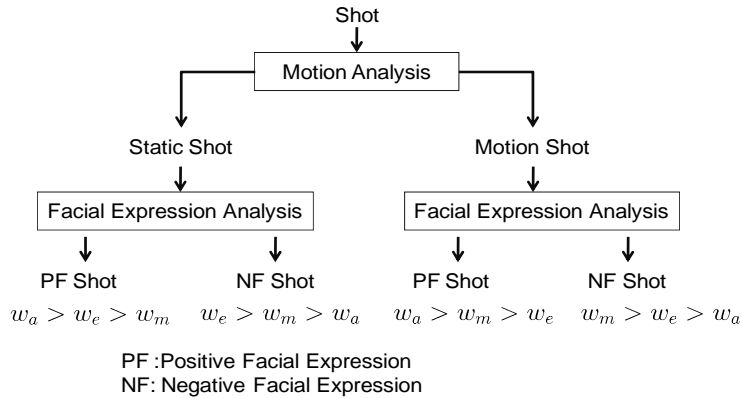 Shot
Motion Analysis
Static Shot
Motion Shot
Facial Expression Analysis
Facial Expression Analysis
PF Shot
NF Shot
PF Shot
NF Shot
w_a > w_e > w_m
w_e > w_m > w_a
w_a > w_m > w_e
w_m > w_e > w_a
PF :Positive Facial Expression
NF: Negative Facial Expression